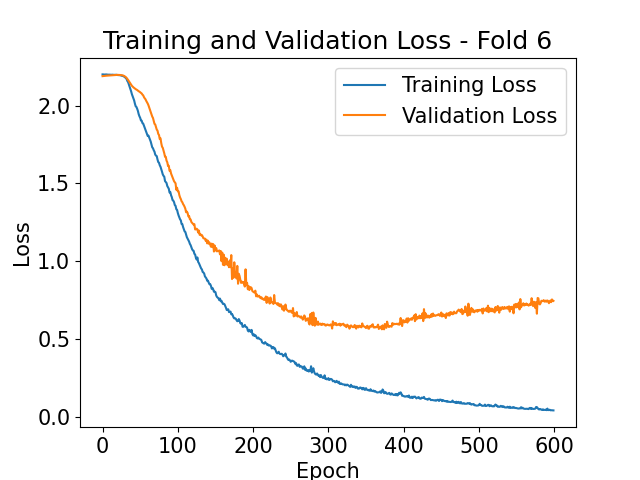 Training and Validation Loss - Fold 6
Training Loss
Validation Loss
Loss
2.0
1.5
1.0
0.5
0.0
0 100 200 300 400 500 600
Epoch